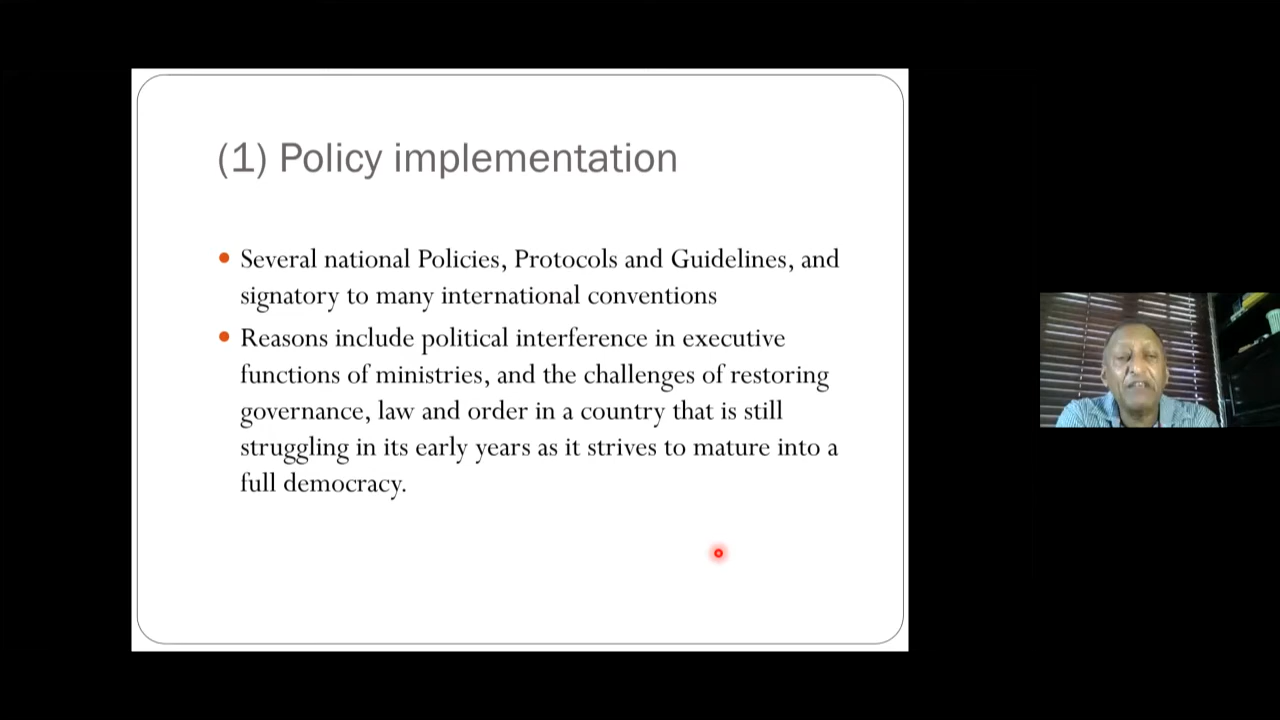 (1) Policy implementation
Several national Policies, Protocols and Guidelines, and
signatory to many international conventions
Reasons include political interference in executive
functions of ministries, and the challenges of restoring
governance, law and order in a country that is still
struggling in its early years as it strives to mature into a
full democracy.